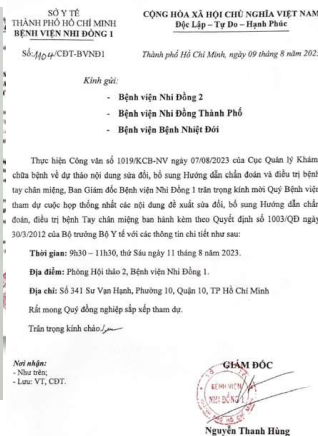 SỞ Y TẾ
THÀNH PHỐ HỒ CHÍ MINH
BỆNH VIỆN NHI ĐỒNG 1
Số: 1104/CĐT-BVNĐ1
CỘNG HÒA XÃ HỘI CHỦ NGHĨA VIỆT NAM
Độc Lập – Tự Do – Hạnh Phúc
Thành phố Hồ Chí Minh, ngày 09 tháng 8 năm 202
Kính gửi:
- Bệnh viện Nhi Đồng 2
- Bệnh viện Nhi Đồng Thành Phố
- Bệnh viện Bệnh Nhiệt Đới
Thực hiện Công văn số 1019/KCB-NV ngày 07/08/2023 của Cục Quản lý Khám
chữa bệnh về dự thảo nội dung sửa đổi, bổ sung Hướng dẫn chẩn đoán và điều trị bệnh
tay chân miệng, Ban Giám đốc Bệnh viện Nhi Đồng 1 trân trọng kính mời Quý Bệnh viện
tham dự cuộc họp thống nhất các nội dung đề xuất sửa đổi, bổ sung Hướng dẫn chẩn
đoán, điều trị bệnh Tay chân miệng ban hành kèm theo Quyết định số 1003/QĐ ngày
30/3/2012 của Bộ trưởng Bộ Y tế với các thông tin chi tiết như sau:
Thời gian: 9h30 – 11h30, thứ Sáu ngày 11 tháng 8 năm 2023.
Địa điểm: Phòng Hội thảo 2, Bệnh viện Nhi Đồng 1.
Địa chỉ: Số 341 Sư Vạn Hạnh, Phường 10, Quận 10, TP Hồ Chí Minh
Rất mong Quý đồng nghiệp sắp xếp tham dự.
Trân trọng kính chào./
Nơi nhận:
- Như trên;
- Lưu: VT, CĐT.
GIÁM ĐỐC
BỆNH VIỆN
NHI ĐỒNG 1
Nguyễn Thanh Hùng